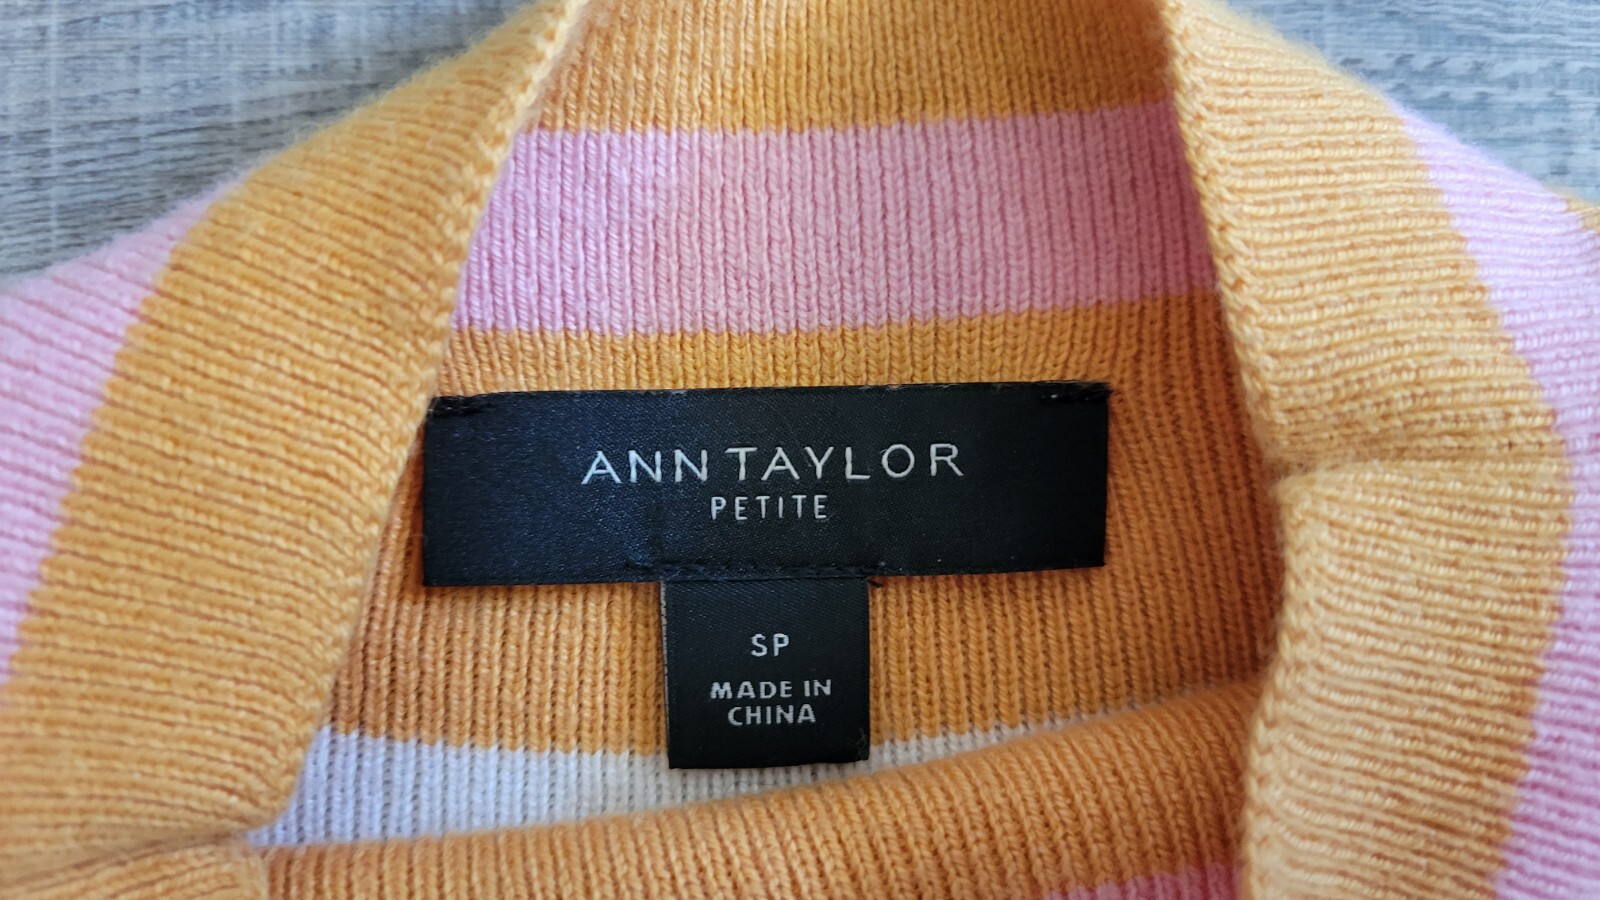 ANN TAYLOR
PETITE
SP
MADE IN
CHINA